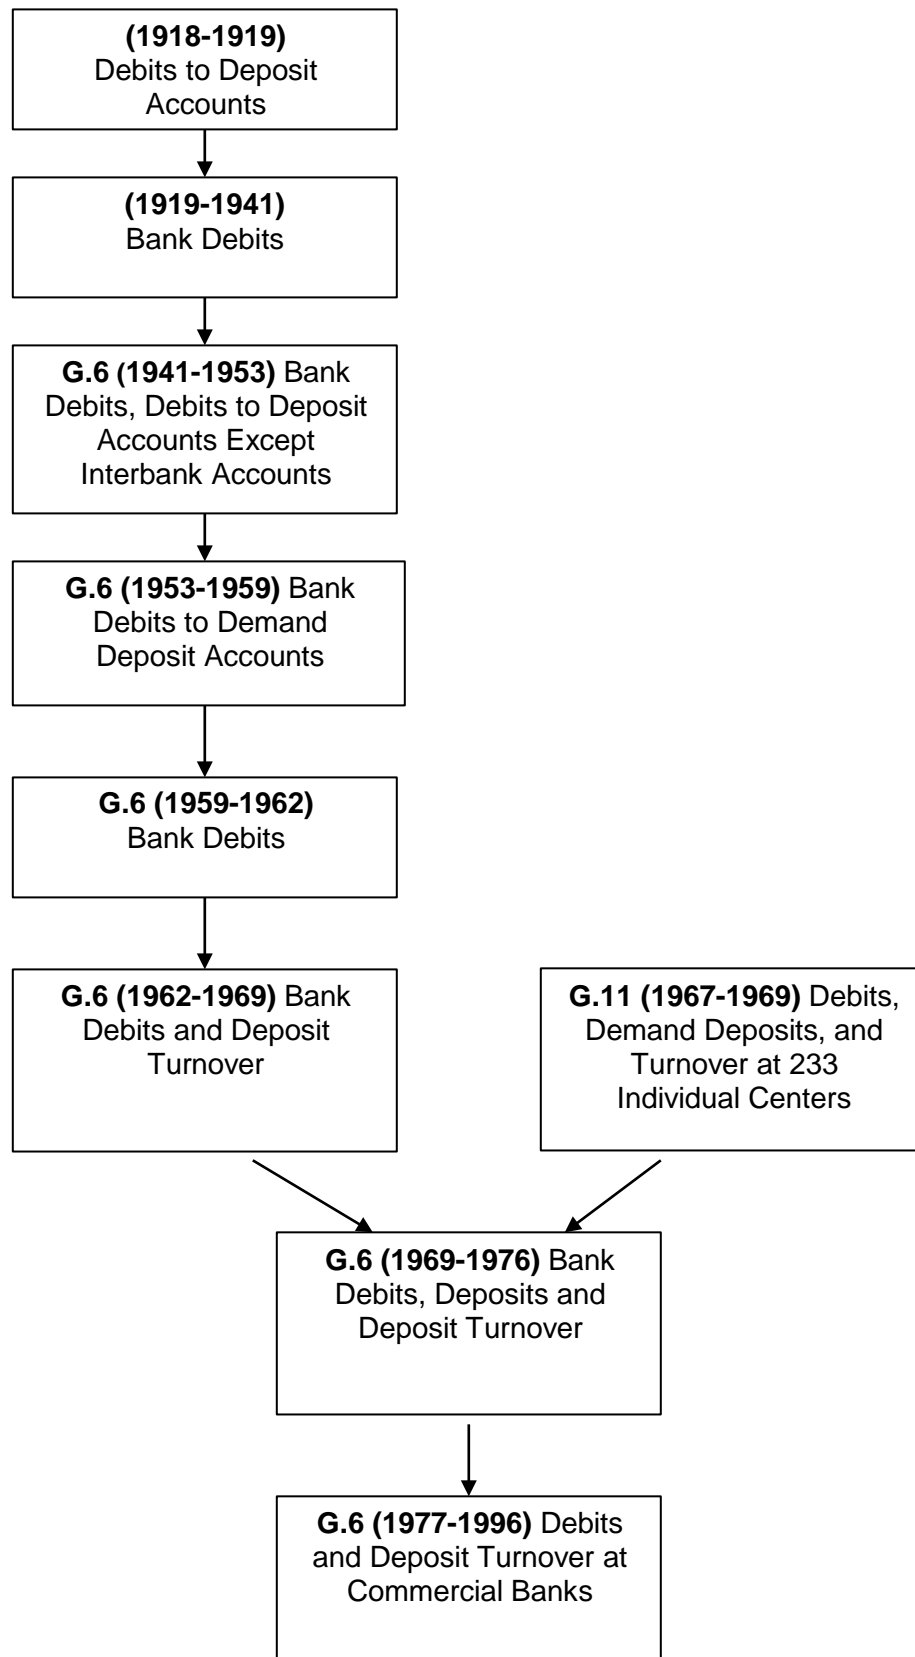 (1918-1919)
Debits to Deposit
Accounts
(1919-1941)
Bank Debits
G.6 (1941-1953) Bank
Debits, Debits to Deposit
Accounts Except
Interbank Accounts
G.6 (1953-1959) Bank
Debits to Demand
Deposit Accounts
G.6 (1959-1962)
Bank Debits
G.6 (1962-1969) Bank
Debits and Deposit
Turnover
G.11 (1967-1969) Debits,
Demand Deposits, and
Turnover at 233
Individual Centers
G.6 (1969-1976) Bank
Debits, Deposits and
Deposit Turnover
G.6 (1977-1996) Debits
and Deposit Turnover at
Commercial Banks